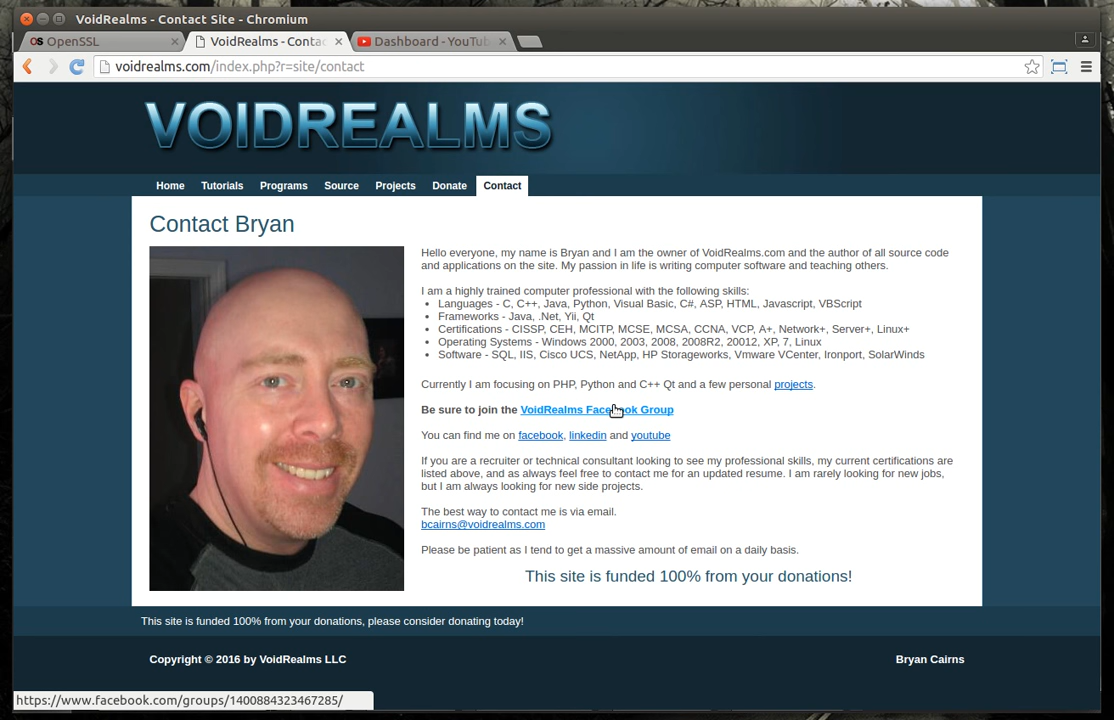 VoidRealms - Contact Site - Chromium
OpenSSL
VoidRealms - Contac
Dashboard - YouTub
voidrealms.com/index.php?r=site/contact
VOIDREALMS
Home Tutorials Programs Source Projects Donate Contact
Contact Bryan
Hello everyone, my name is Bryan and I am the owner of VoidRealms.com and the author of all source code
and applications on the site. My passion in life is writing computer software and teaching others.
I am a highly trained computer professional with the following skills:
• Languages - C, C++, Java, Python, Visual Basic, C#, ASP, HTML, Javascript, VBScript
• Frameworks - Java, .Net, Yii, Qt
• Certifications - CISSP, CEH, MCITP, MCSE, MCSA, CCNA, VCP, A+, Network+, Server+, Linux+
• Operating Systems - Windows 2000, 2003, 2008, 2008R2, 20012, XP, 7, Linux
• Software - SQL, IIS, Cisco UCS, NetApp, HP Storageworks, Vmware VCenter, Ironport, SolarWinds
Currently I am focusing on PHP, Python and C++ Qt and a few personal projects.
Be sure to join the VoidRealms Facebook Group
You can find me on facebook, linkedin and youtube
If you are a recruiter or technical consultant looking to see my professional skills, my current certifications are
listed above, and as always feel free to contact me for an updated resume. I am rarely looking for new jobs,
but I am always looking for new side projects.
The best way to contact me is via email.
bcairns@voidrealms.com
Please be patient as I tend to get a massive amount of email on a daily basis.
This site is funded 100% from your donations!
This site is funded 100% from your donations, please consider donating today!
Copyright © 2016 by VoidRealms LLC
Bryan Cairns
https://www.facebook.com/groups/1400884323467285/